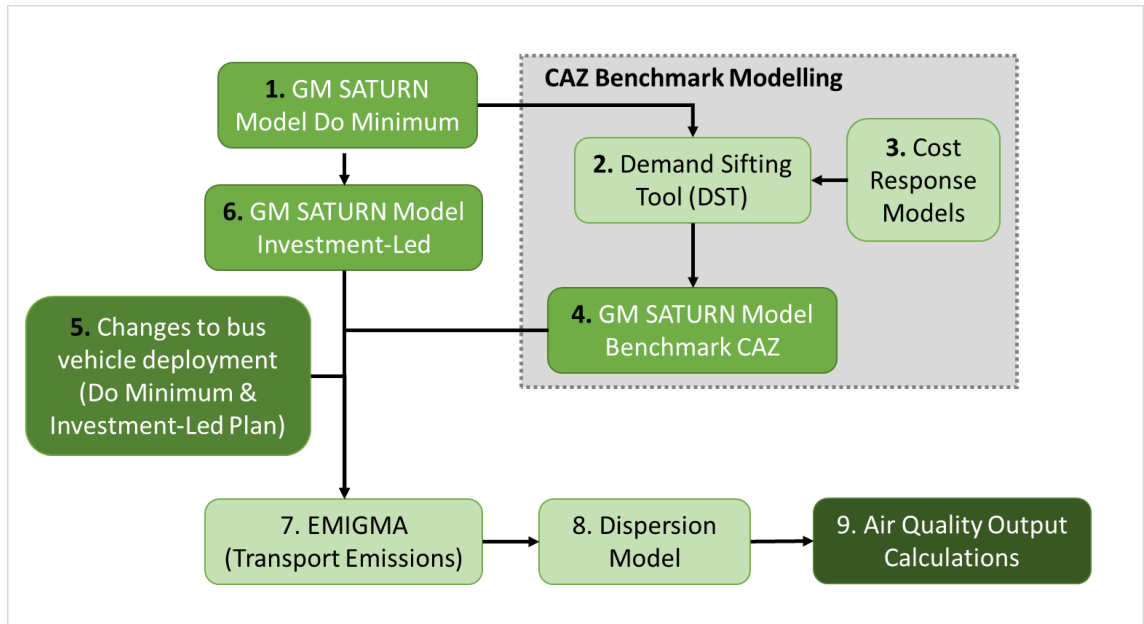 CAZ Benchmark Modelling
1. GM SATURN
Model Do Minimum
2. Demand Sifting
Tool (DST)
3. Cost
Response
Models
6. GM SATURN Model
Investment-Led
4. GM SATURN Model
Benchmark CAZ
5. Changes to bus
vehicle deployment
(Do Minimum &
Investment-Led Plan)
7. EMIGMA
(Transport Emissions)
8. Dispersion
Model
9. Air Quality Output
Calculations